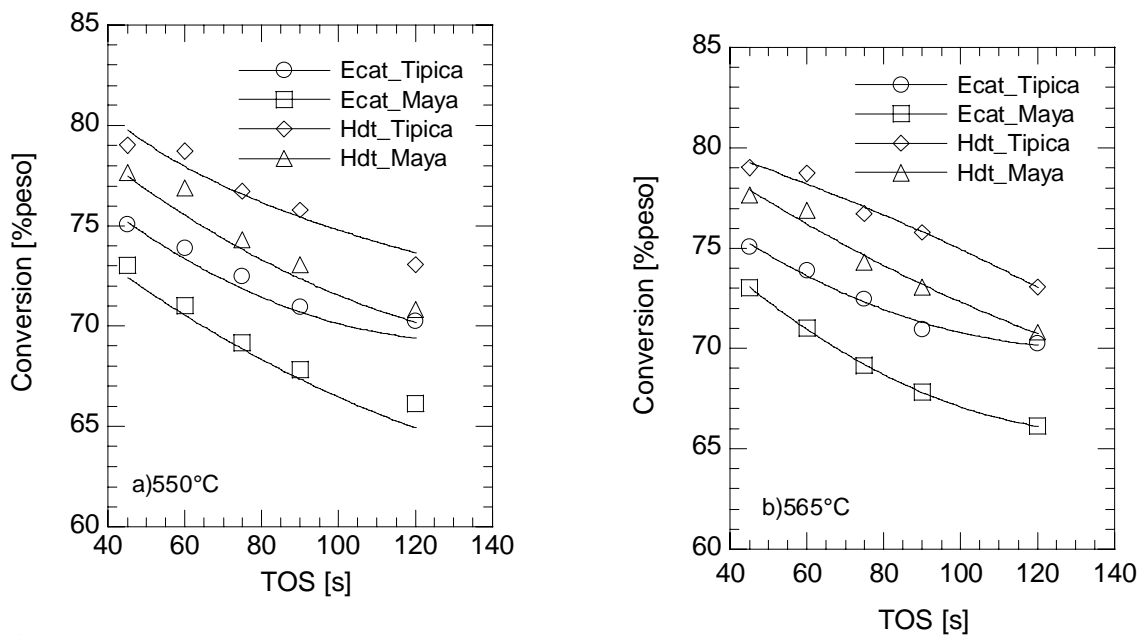 85
80
75
70
65
60
Conversion [%peso]
Ecat_Tipica
Ecat_Maya
Hdt_Tipica
Hdt_Maya
a)550°C
40 60 80 100 120 140
TOS [s]
85
80
75
70
65
60
Conversion [%peso]
Ecat_Tipica
Ecat_Maya
Hdt_Tipica
Hdt_Maya
b)565°C
40 60 80 100 120 140
TOS [s]